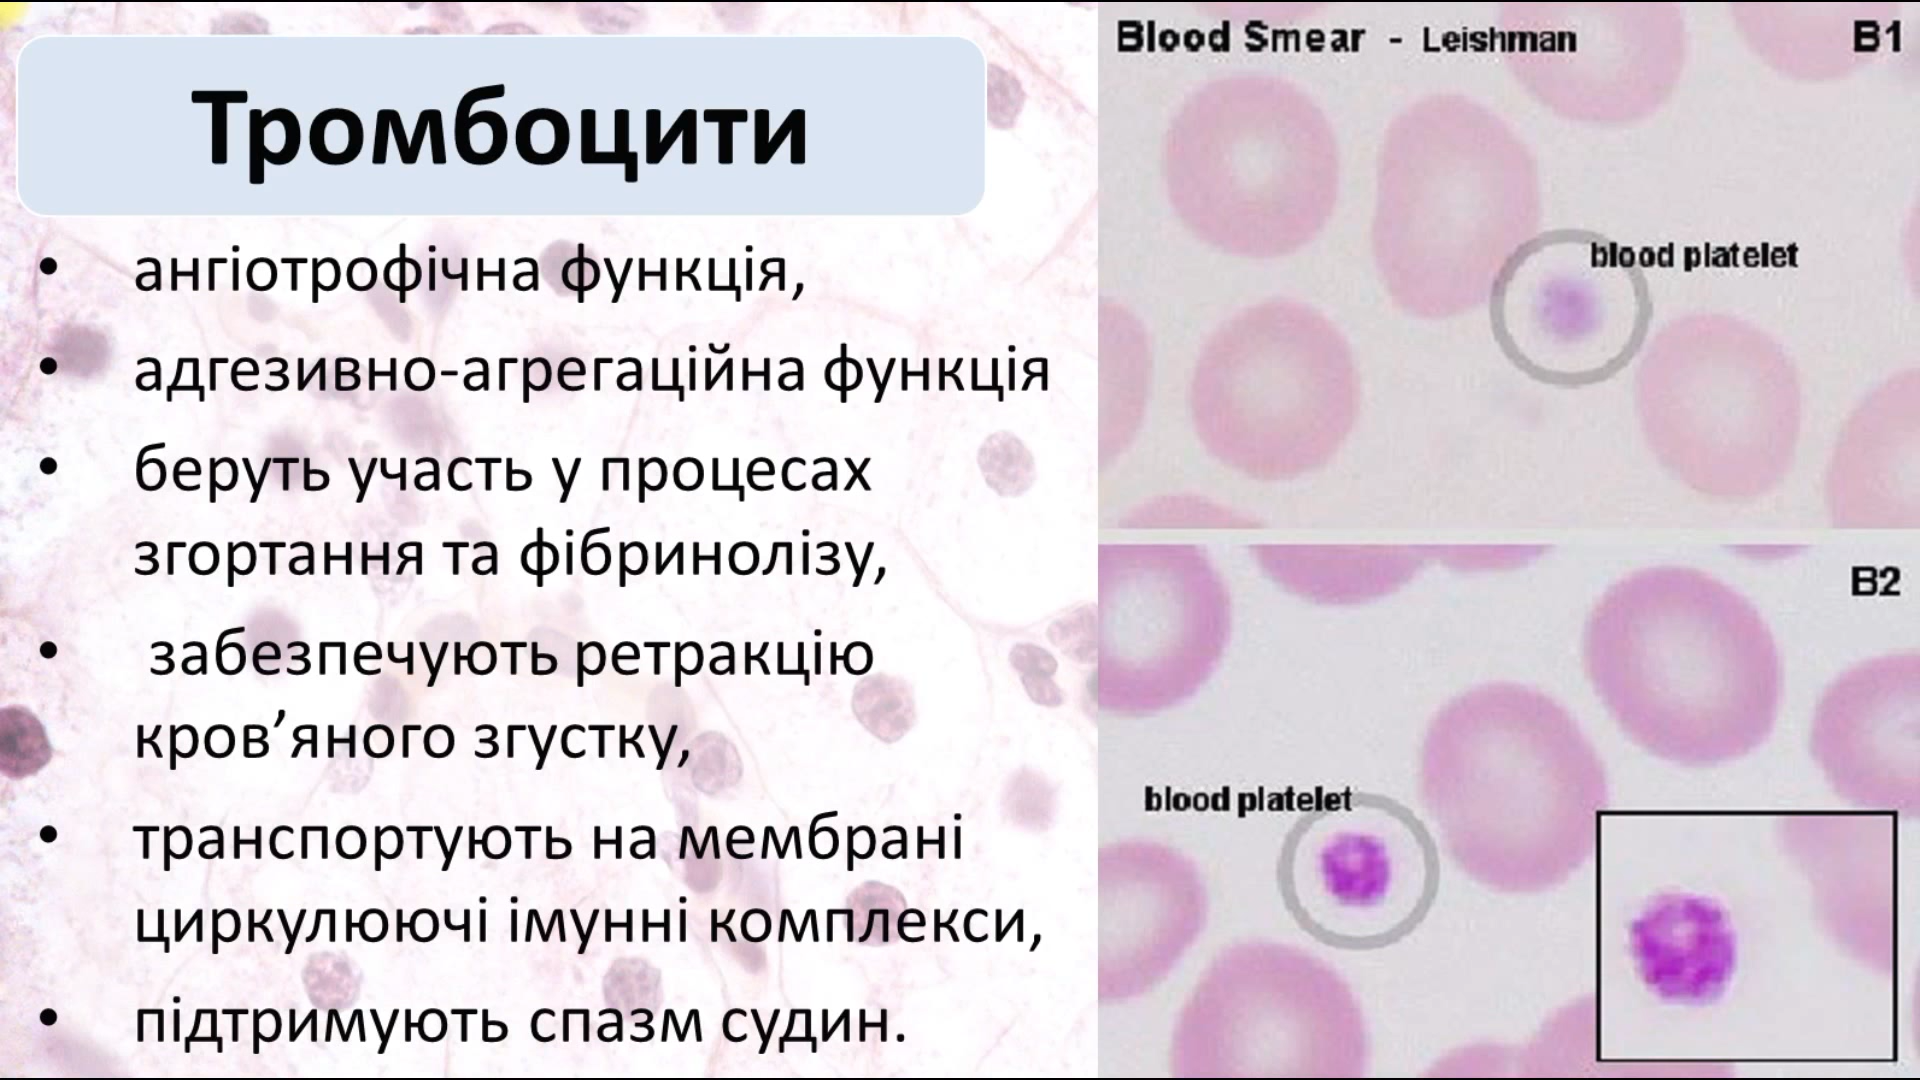 Тромбоцити
• ангіотрофічна функція,
• адгезивно-агрегаційна функція
• беруть участь у процесах
згортання та фібринолізу,
• забезпечують ретракцію
кров’яного згустку,
• транспортують на мембрані
циркулюючі імунні комплекси,
• підтримують спазм судин.
Blood Smear - Leishman B1
blood platelet
B2
blood platelet